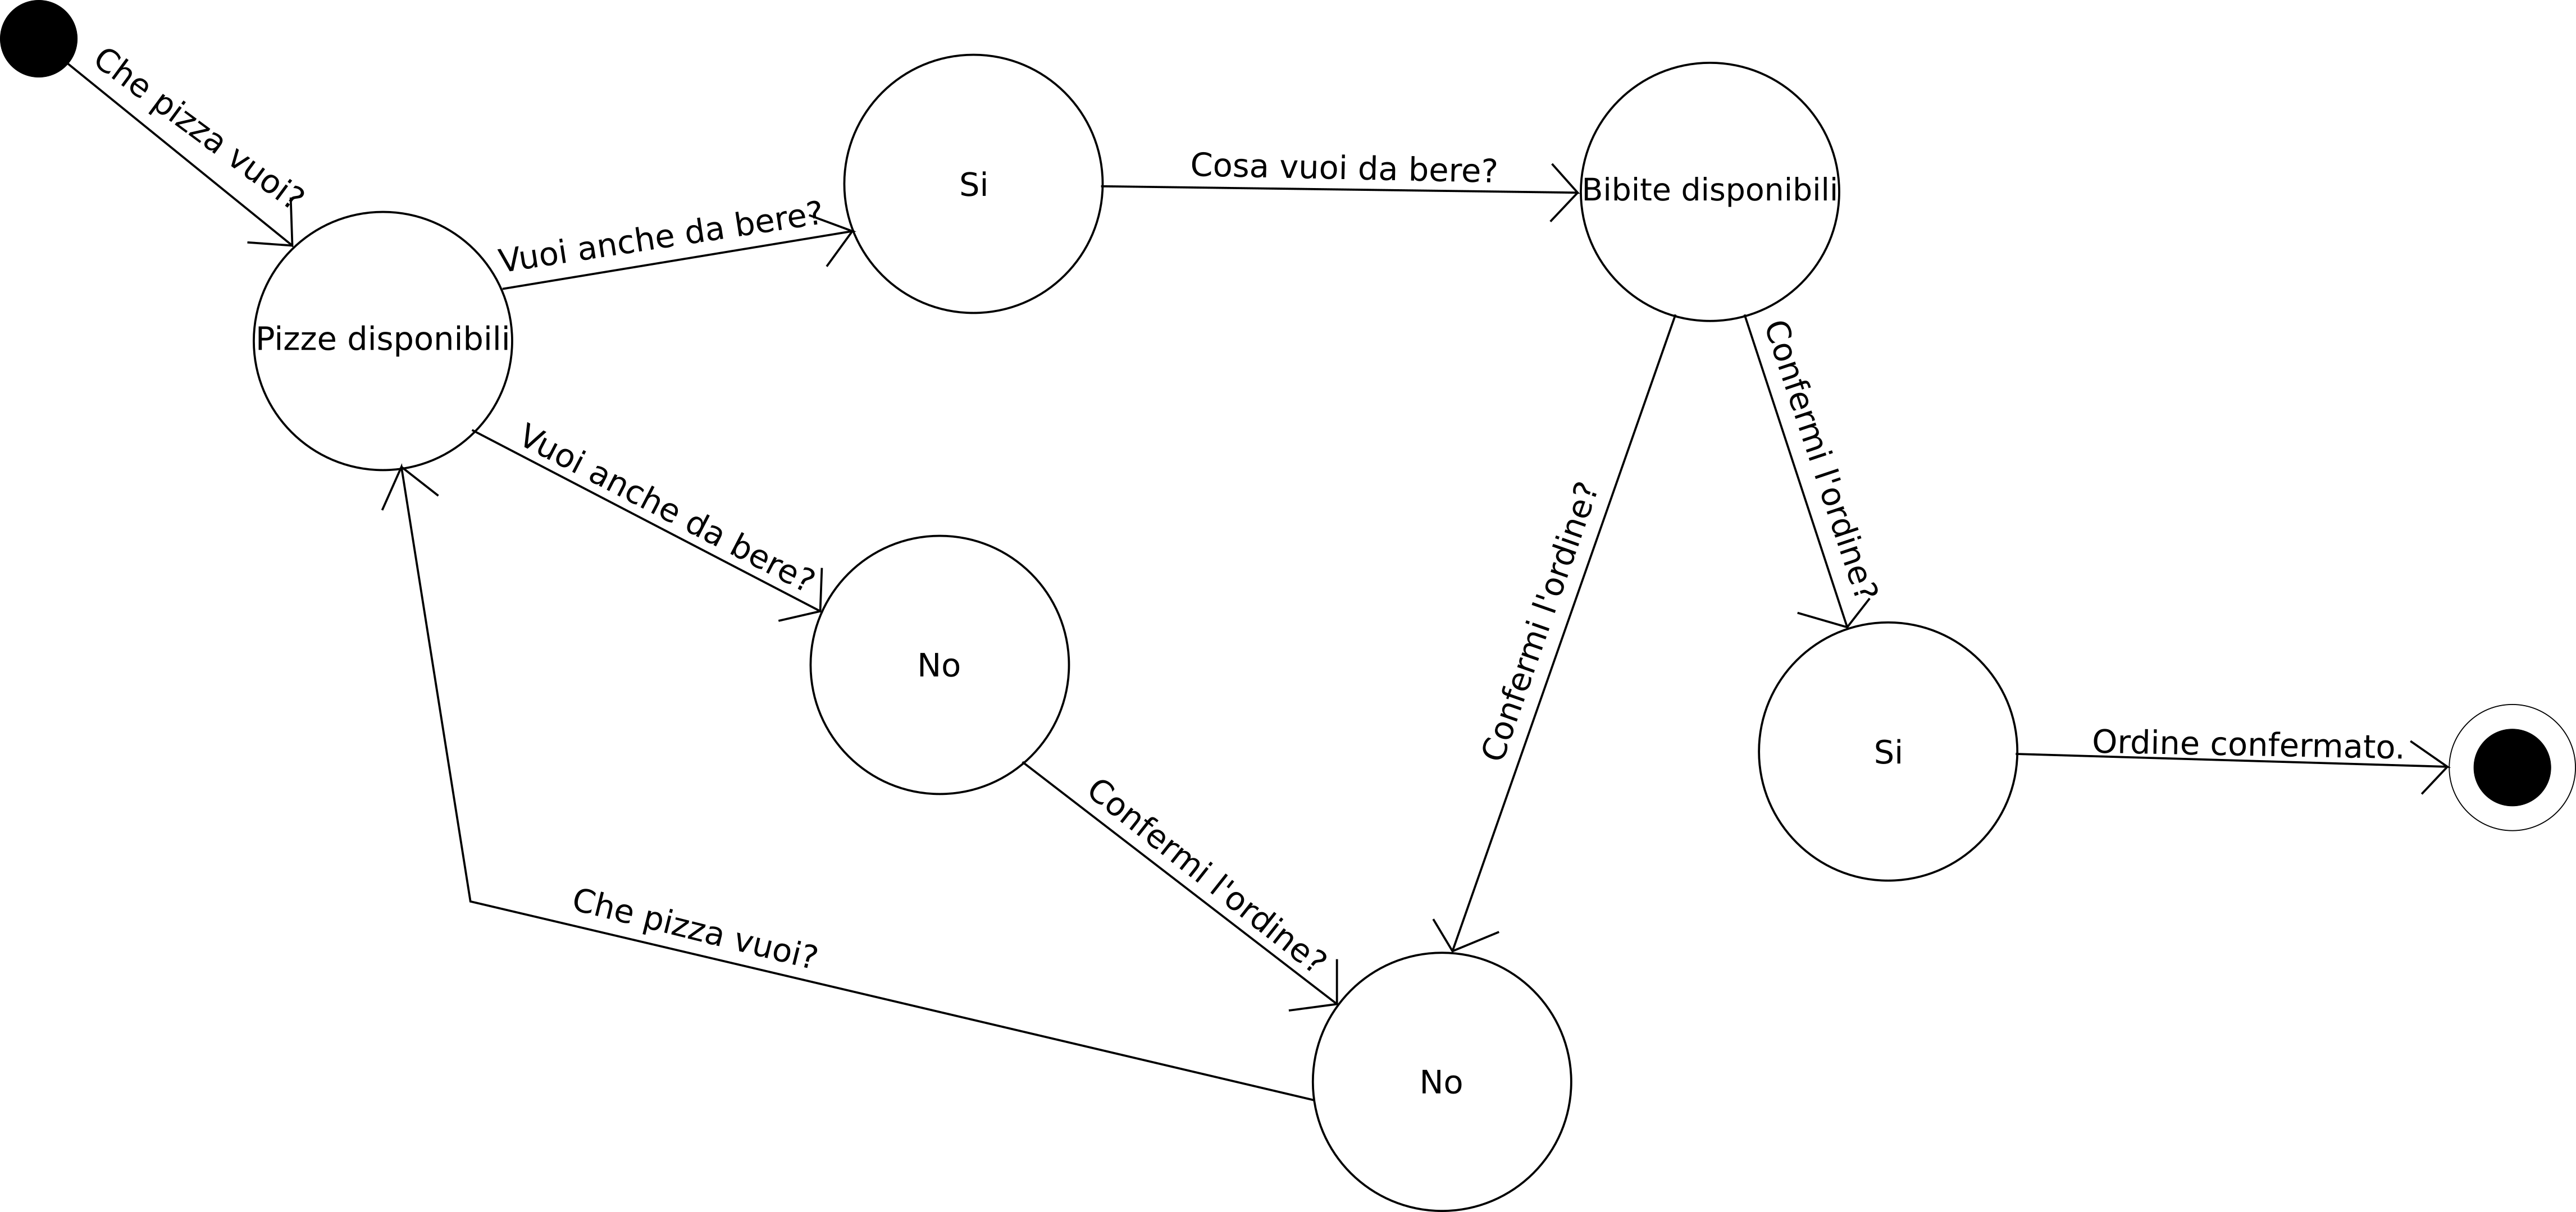 Che pizza vuoi?
Pizze disponibili
Vuoi anche da bere?
Si
Cosa vuoi da bere?
Bibite disponibili
Vuoi anche da bere?
No
Confermi l'ordine?
Confermi l'ordine?
Confermi l'ordine?
Si
Ordine confermato.
No
Che pizza vuoi?